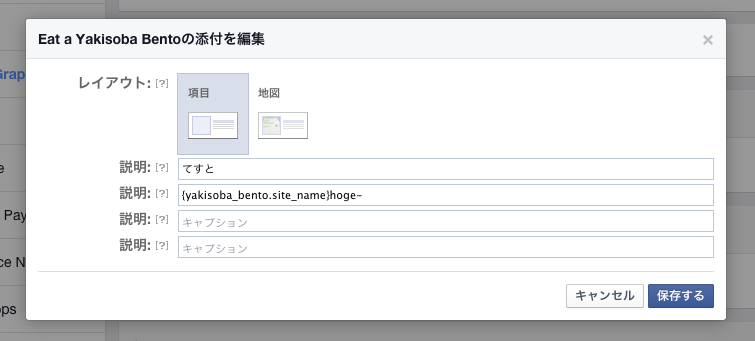 Eat a Yakisoba Bentoの添付を編集
×
Grap
レイアウト: [?]
項目
地図
説明: [?] てすと
説明: [?] {yakisoba_bento.site_name}hoge-
説明: [?] キャプション
説明: [?] キャプション
e
Pay
ce N
ops
キャンセル
保存する